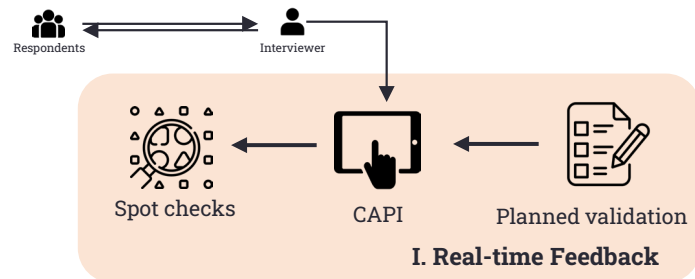 Respondents
Interviewer
Spot checks
CAPI
Planned validation
I. Real-time Feedback